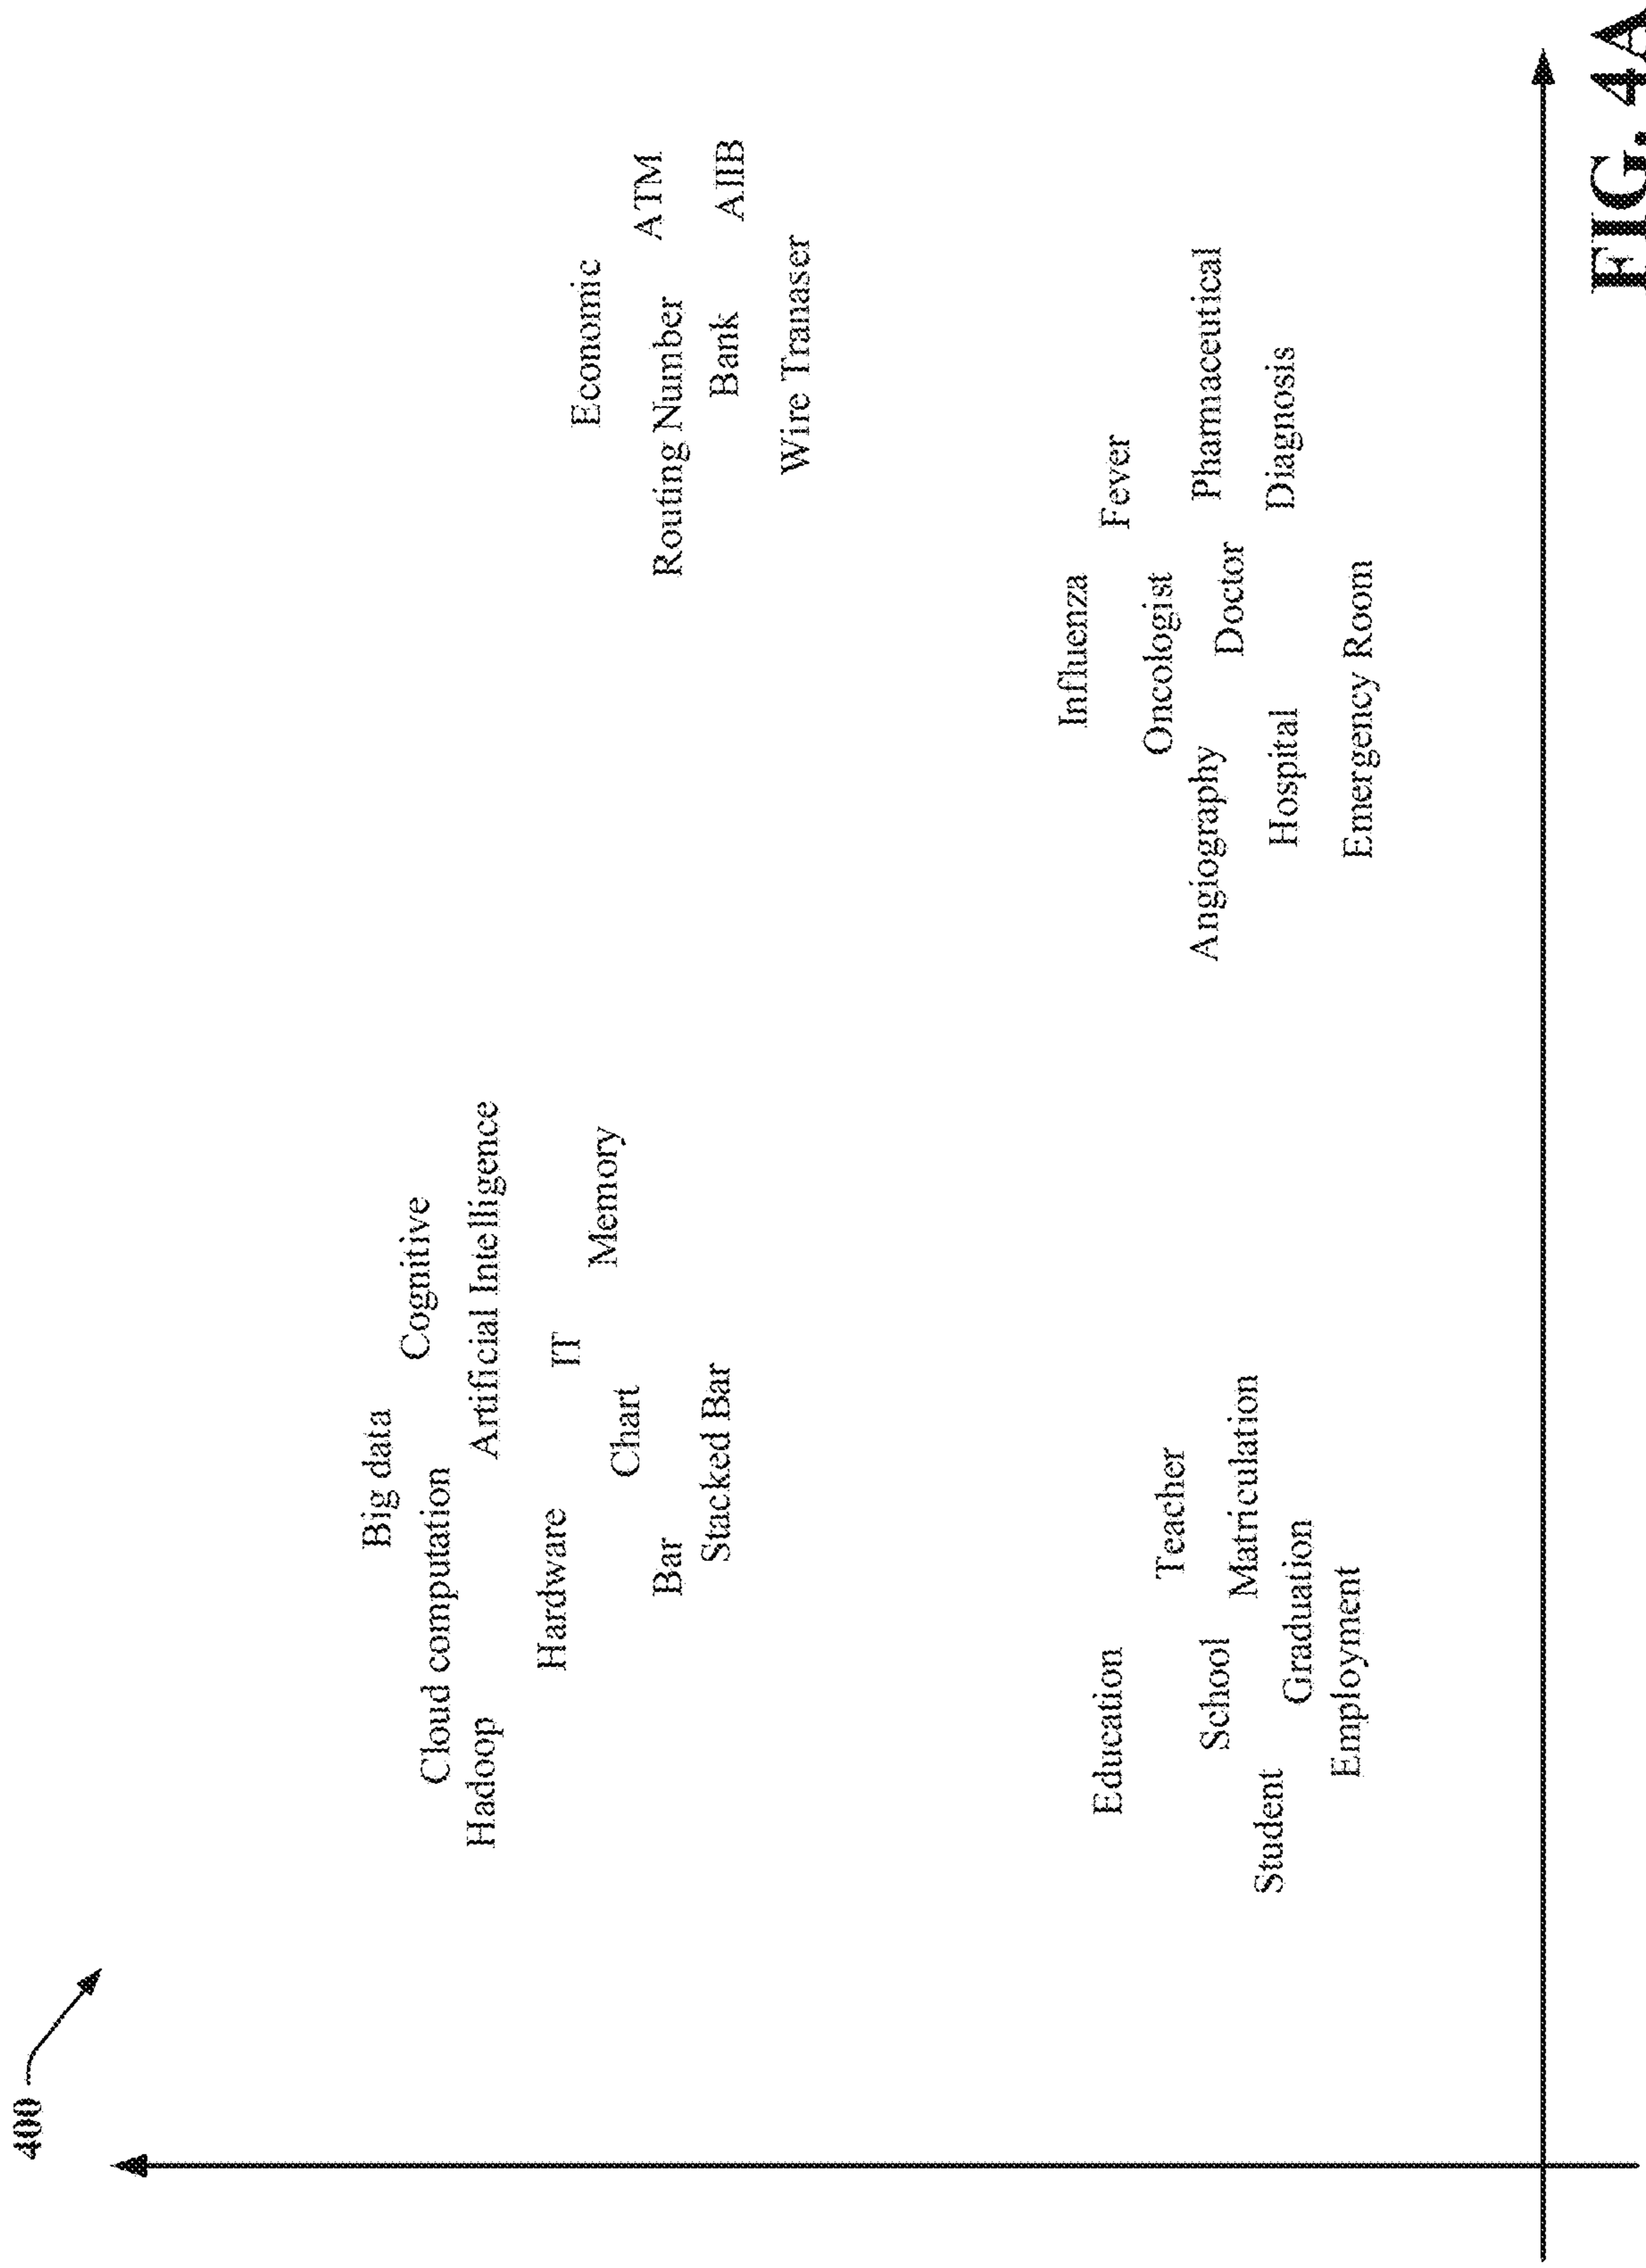 400
Big data
Cognitive
Cloud computation
Hadoop
Artificial Intelligence
Hardware
IT
Memory
Chart
Bar
Stacked Bar
Economic
ATM
Routing Number
Bank
AIIB
Wire Tranaser
Education
Teacher
School
Matriculation
Student
Graduation
Employment
Influenza
Fever
Oncologist
Angiography
Phamaceutical
Doctor
Hospital
Diagnosis
Emergency Room
FIG. 4A